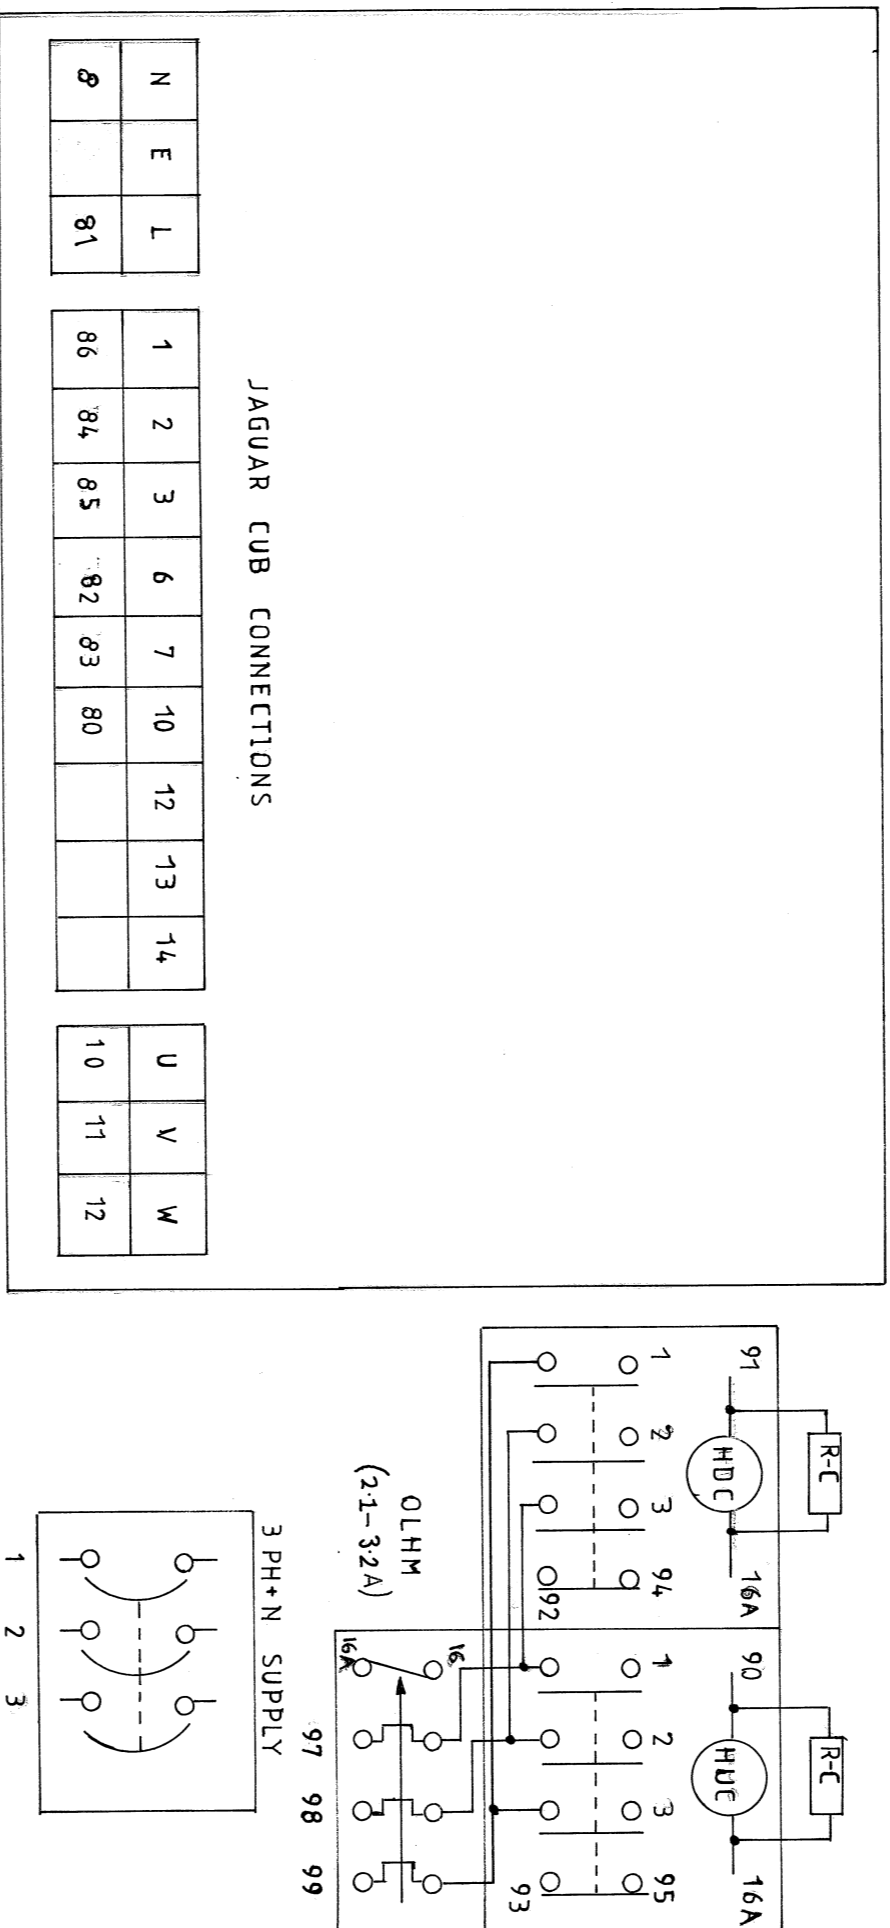 JAGUAR CUB CONNECTIONS
N E L 1 2 3 6 7 10 12 13 14 U V W
8 81 86 84 85 82 83 80 10 11 12
R-C R-C
91 HDC 16A 90 HUC 16A
1 2 3 94 1 2 3 95
92 93
OLHM
(2·1-3·2A)
16
16A
97 98 99
3 PH+N SUPPLY
1 2 3